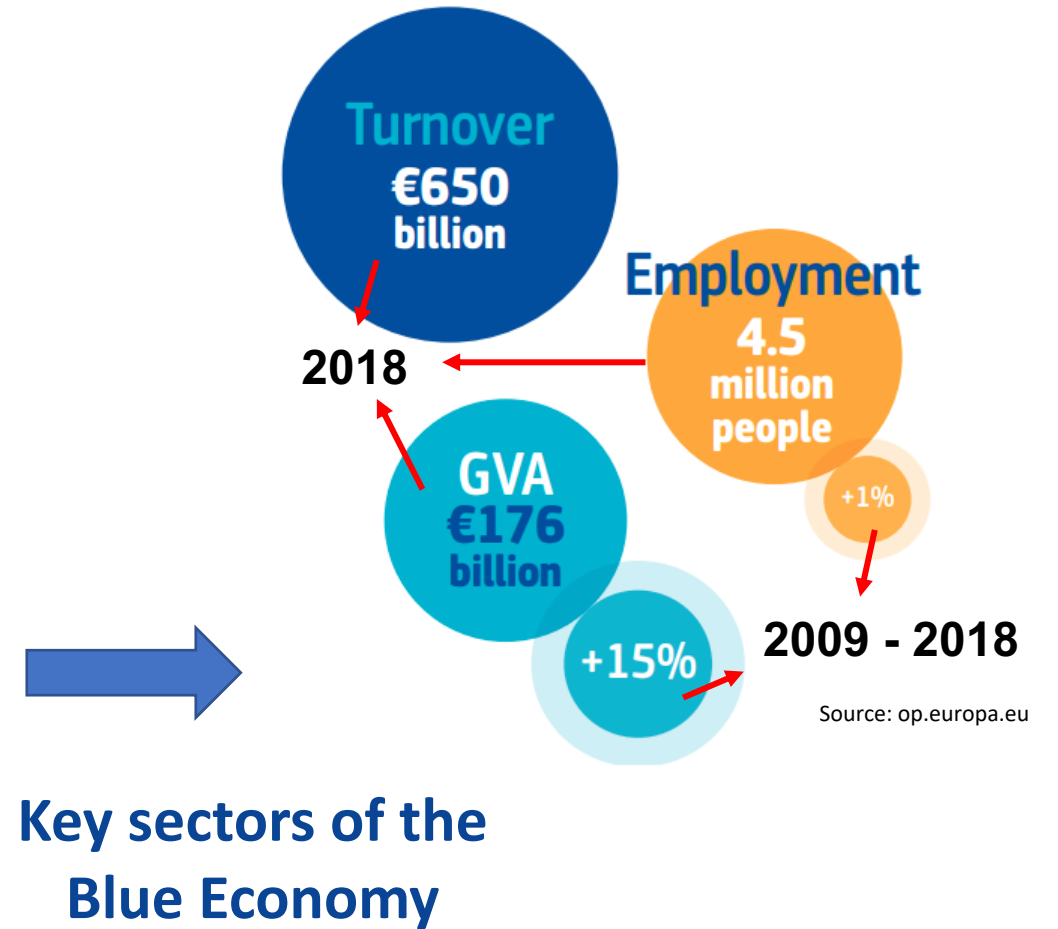 Turnover
€650
billion
Employment
4.5
million
people
2018
GVA
€176
billion
+1%
+15%
2009 - 2018
Source: op.europa.eu
Key sectors of the
Blue Economy